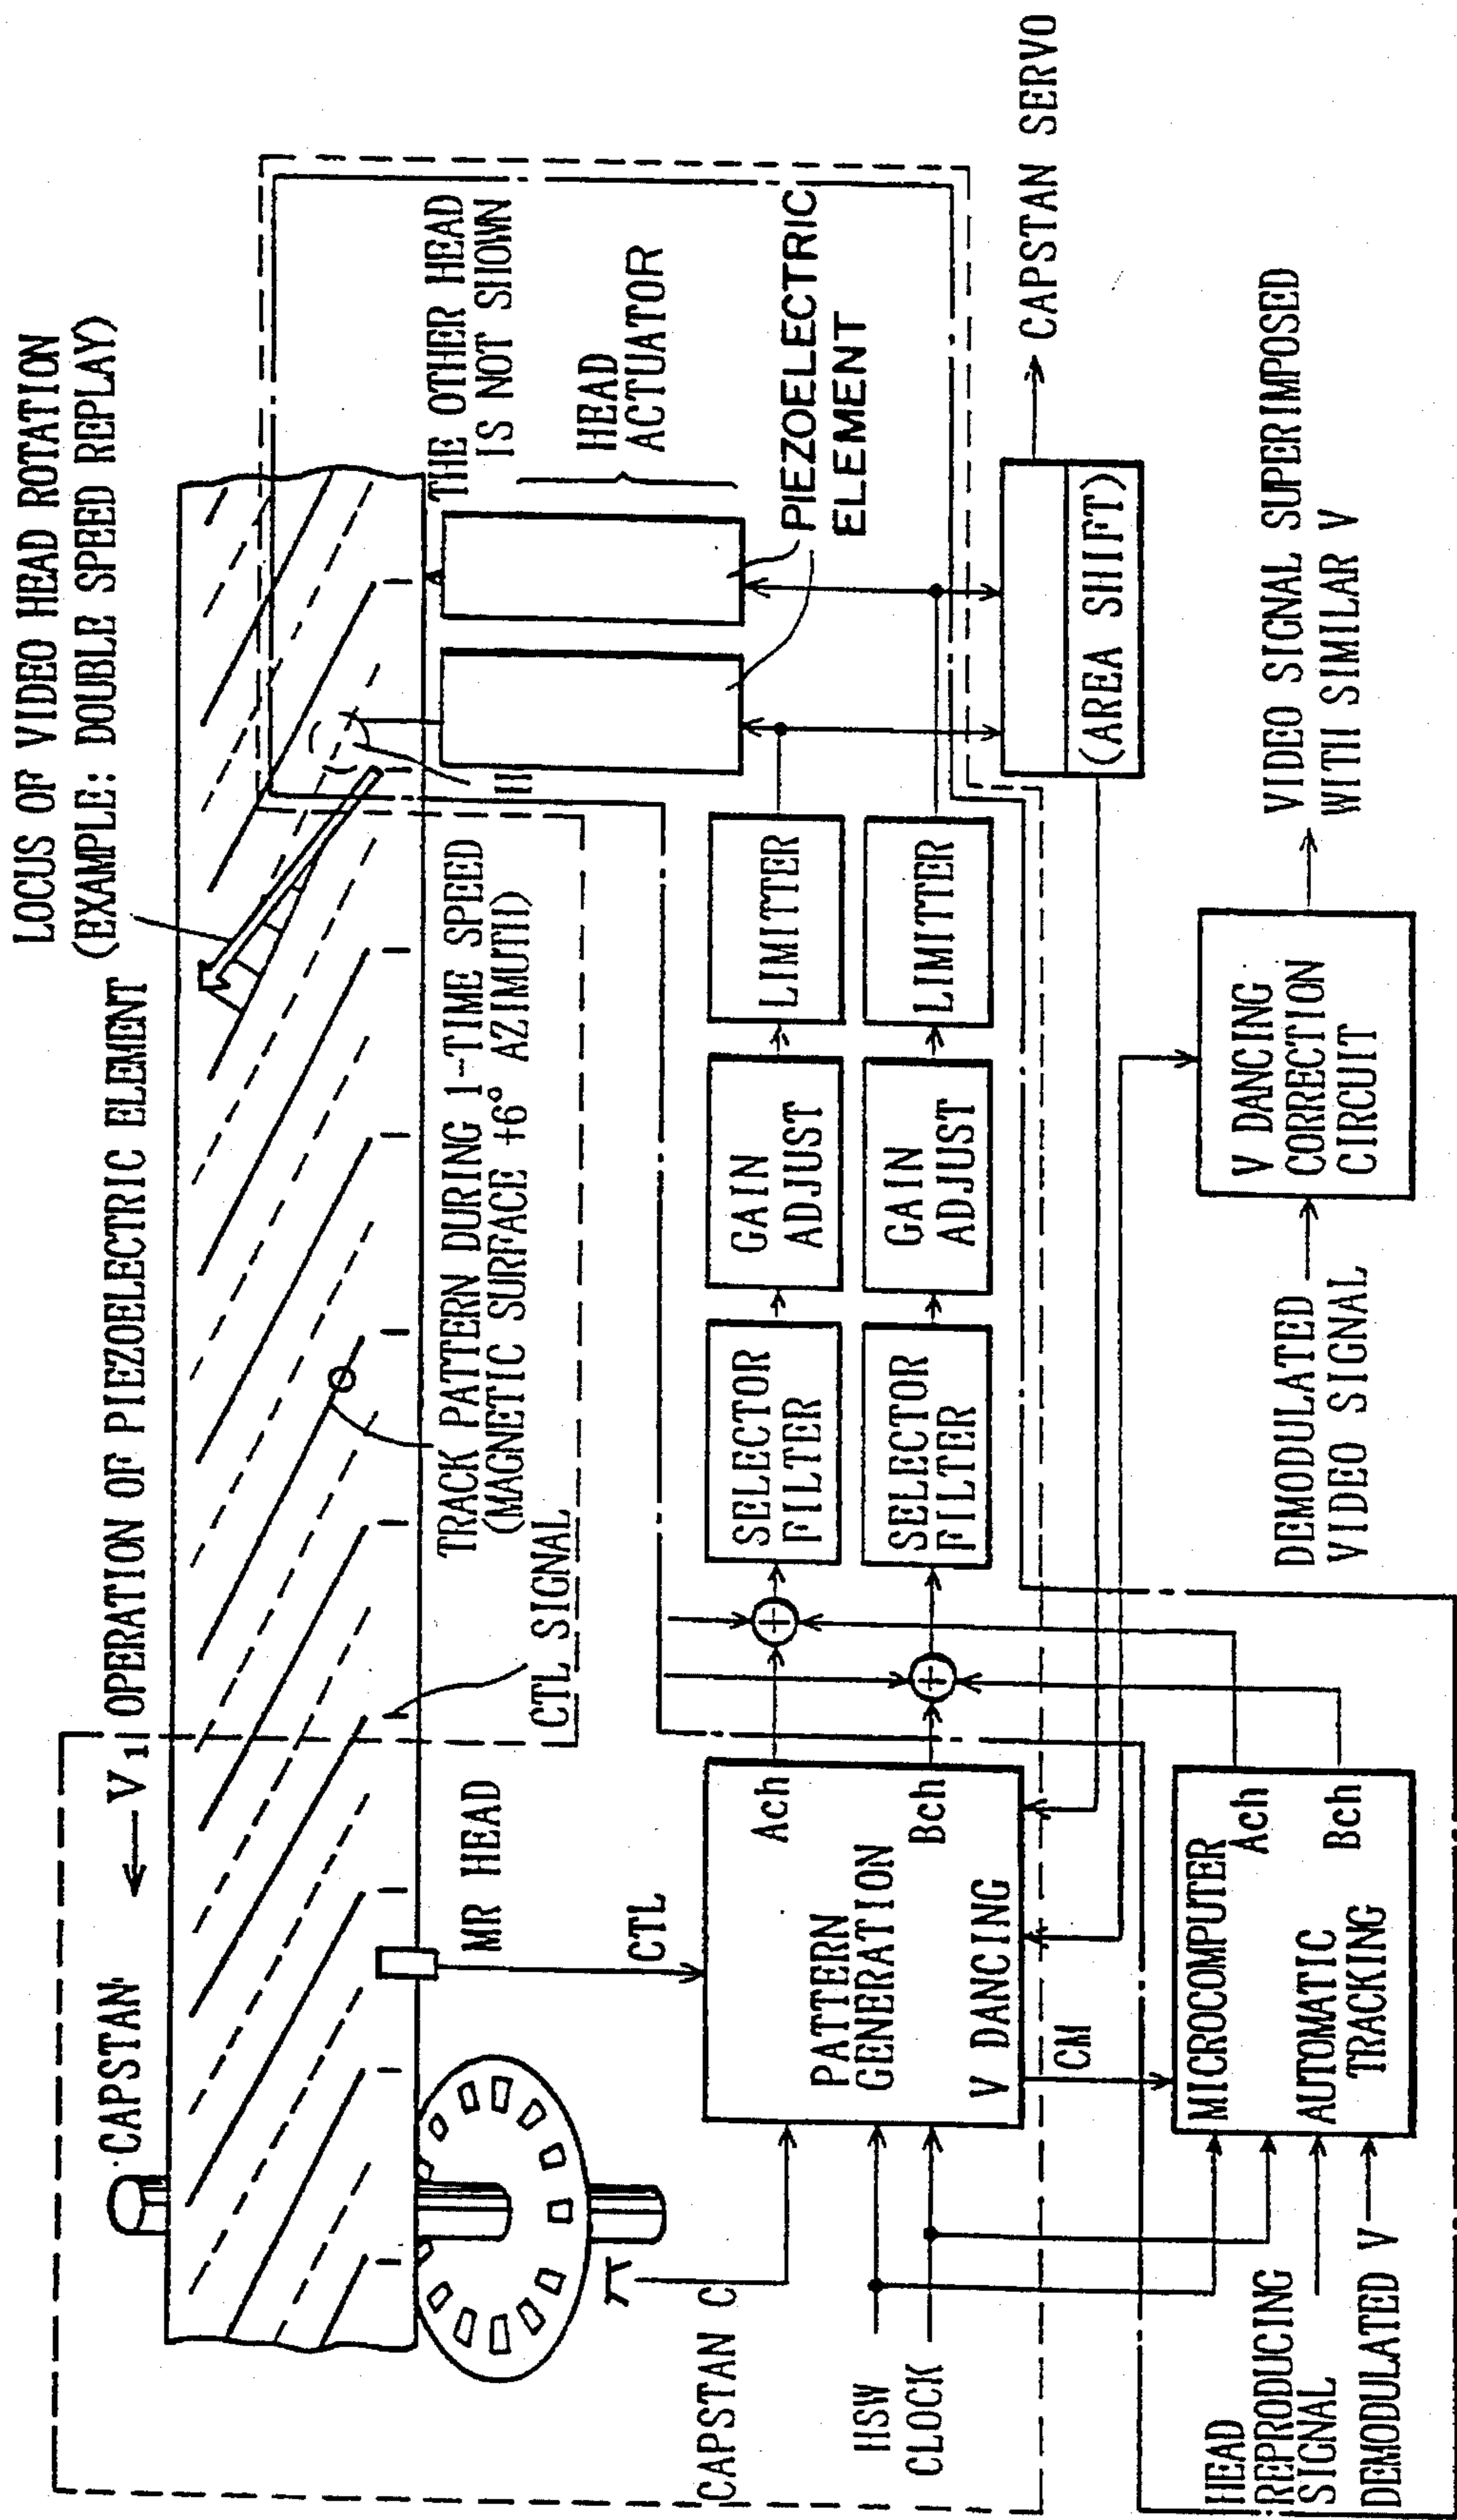 LOCUS OF VIDEO HEAD ROTATION
(EXAMPLE: DOUBLE SPEED REPLAY)
CAPSTAN
V1
OPERATION OF PIEZOELECTRIC ELEMENT
THE OTHER HEAD
IS NOT SHOWN
HEAD
ACTUATOR
PIEZOELECTRIC
ELEMENT
H
TRACK PATTERN DURING 1-TIME SPEED
(MAGNETIC SURFACE +6° AZIMUTH)
CTL SIGNAL
MR HEAD
CTL
CAPSTAN C
HSW
CLOCK
PATTERN
GENERATION
Ach
Bch
V DANCING
CM
SELECTOR
FILTER
GAIN
ADJUST
LIMITTER
SELECTOR
FILTER
GAIN
ADJUST
LIMITTER
(AREA SHIFT)
CAPSTAN SERVO
HEAD
REPRODUCING
SIGNAL
DEMODULATED V
MICROCOMPUTER
Ach
AUTOMATIC
TRACKING
Bch
DEMODULATED
VIDEO SIGNAL
V DANCING
CORRECTION
CIRCUIT
VIDEO SIGNAL SUPERIMPOSED
WITH SIMILAR V